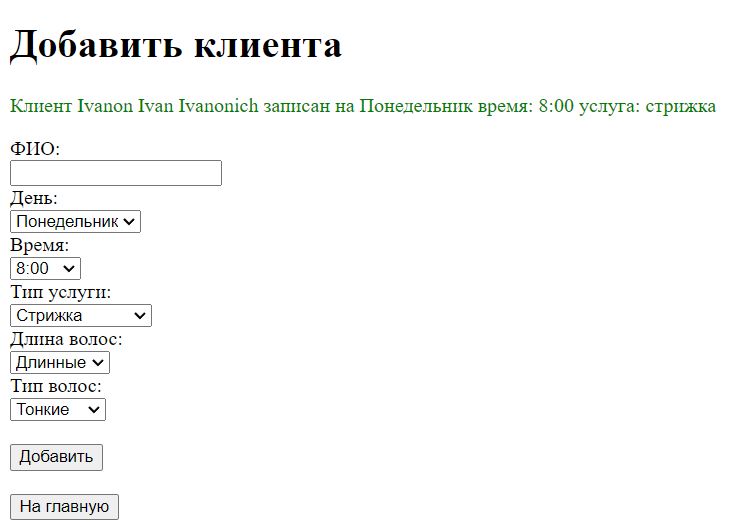 Добавить клиента
Клиент Ivanon Ivan Ivanonich записан на Понедельник время: 8:00 услуга: стрижка
ФИО:
День:
Понедельник
Время:
8:00
Тип услуги:
Стрижка
Длина волос:
Длинные
Тип волос:
Тонкие
Добавить
На главную